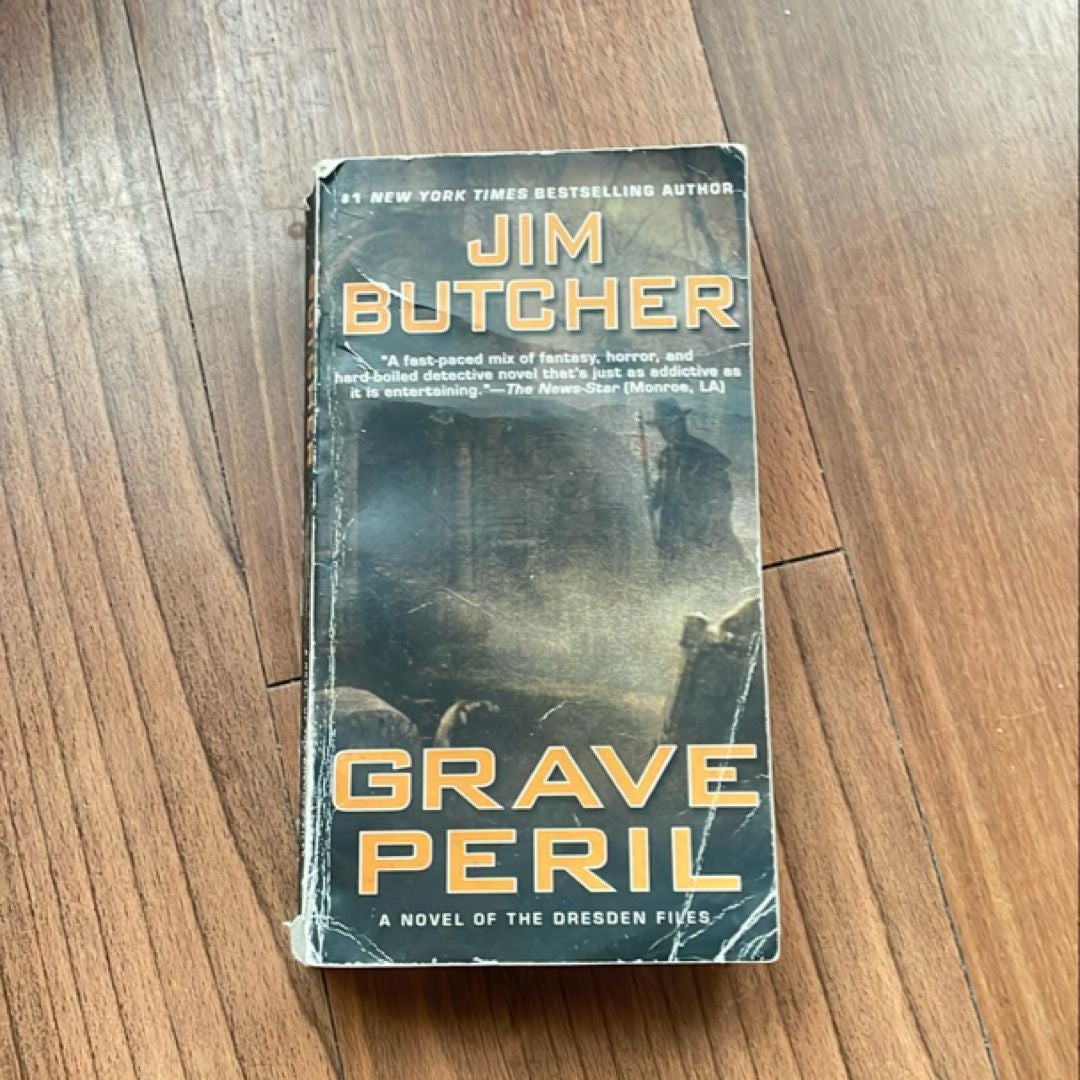 #1 NEW YORK TIMES BESTSELLING AUTHOR
JIM
BUTCHER
"A fast-paced mix of fantasy, horror, and
hard-boiled detective novel that's just as addictive as
it is entertaining."—The News-Star (Monroe, LA)
GRAVE
PERIL
A NOVEL OF THE DRESDEN FILES